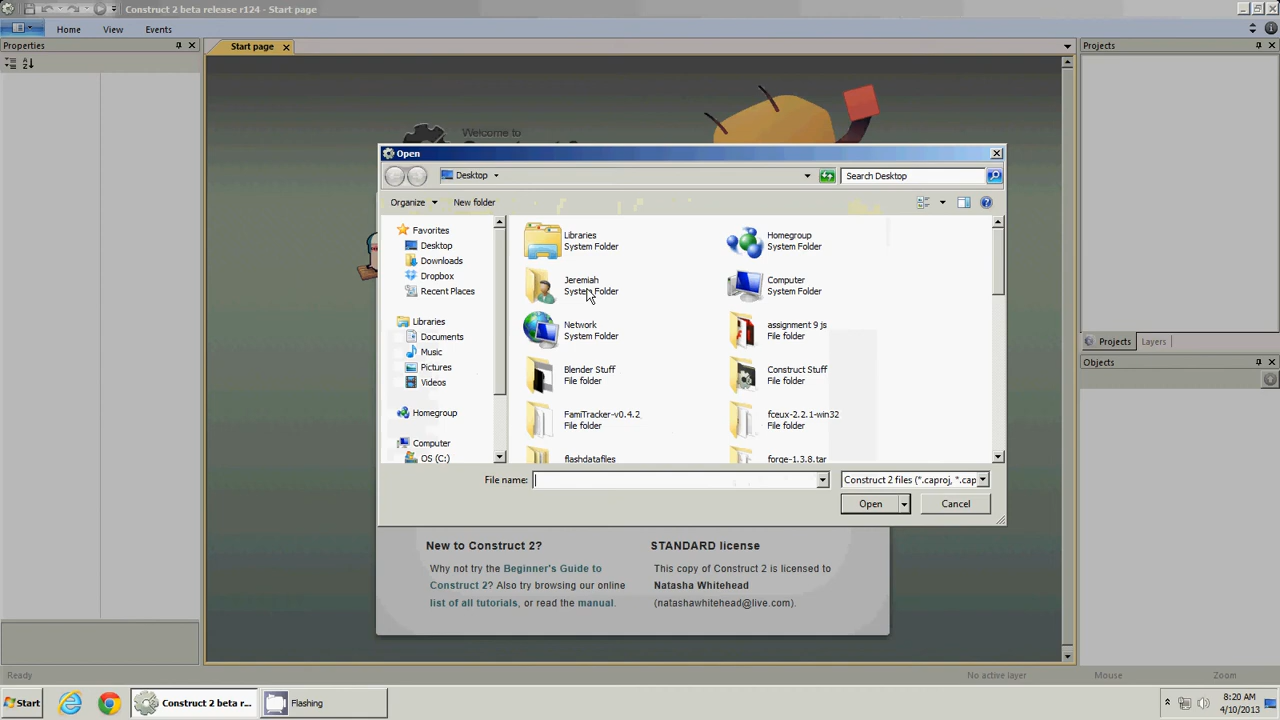 Construct 2 beta release r124 - Start page
Home View Events
Properties
Start page
Projects
Welcome to
Open
Desktop
Search Desktop
Organize New folder
Favorites
Desktop
Downloads
Dropbox
Recent Places
Libraries
Documents
Music
Pictures
Videos
Homegroup
Computer
OS (C:)
Libraries
System Folder
Homegroup
System Folder
Jeremiah
System Folder
Computer
System Folder
Network
System Folder
assignment 9 js
File folder
Blender Stuff
File folder
Construct Stuff
File folder
FamiTracker-v0.4.2
File folder
fceux-2.2.1-win32
File folder
flashdatafiles
forge-1.3.8.tar
File name:
Construct 2 files (*.caproj, *.cap
Open Cancel
Projects Layers
Objects
New to Construct 2?
Why not try the Beginner's Guide to
Construct 2? Also try browsing our online
list of all tutorials, or read the manual.
STANDARD license
This copy of Construct 2 is licensed to
Natasha Whitehead
(natashawhitehead@live.com).
Ready
No active layer Mouse Zoom
Start
Construct 2 beta r...
Flashing
8:20 AM
4/10/2013